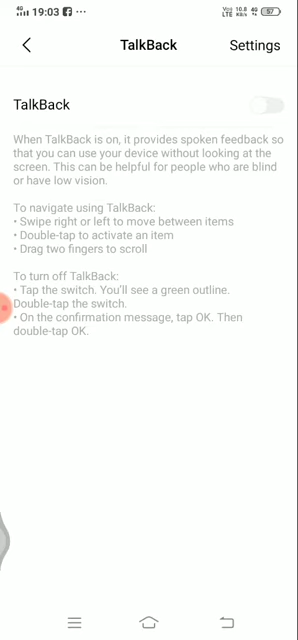 4G 19:03 ...
Vo) LTE 10.8 KB/s 4G 57
TalkBack Settings
TalkBack
When TalkBack is on, it provides spoken feedback so
that you can use your device without looking at the
screen. This can be helpful for people who are blind
or have low vision.
To navigate using TalkBack:
• Swipe right or left to move between items
• Double-tap to activate an item
• Drag two fingers to scroll
To turn off TalkBack:
• Tap the switch. You'll see a green outline.
Double-tap the switch.
• On the confirmation message, tap OK. Then
double-tap OK.